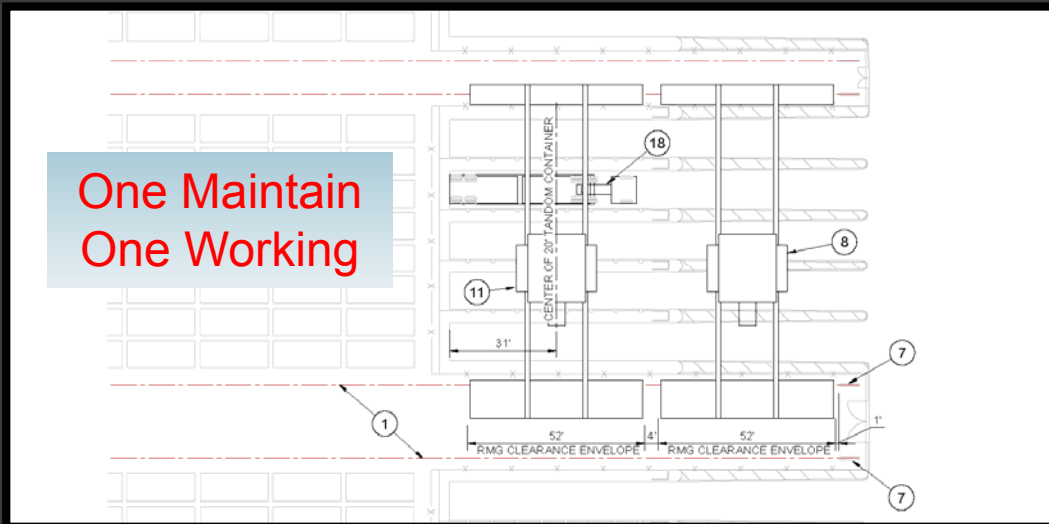 One Maintain
One Working
CENTER OF 20' TANDOM CONTAINER
18
8
11
31'
7
1
52'
4'
52'
1'
RMG CLEARANCE ENVELOPE
RMG CLEARANCE ENVELOPE
7